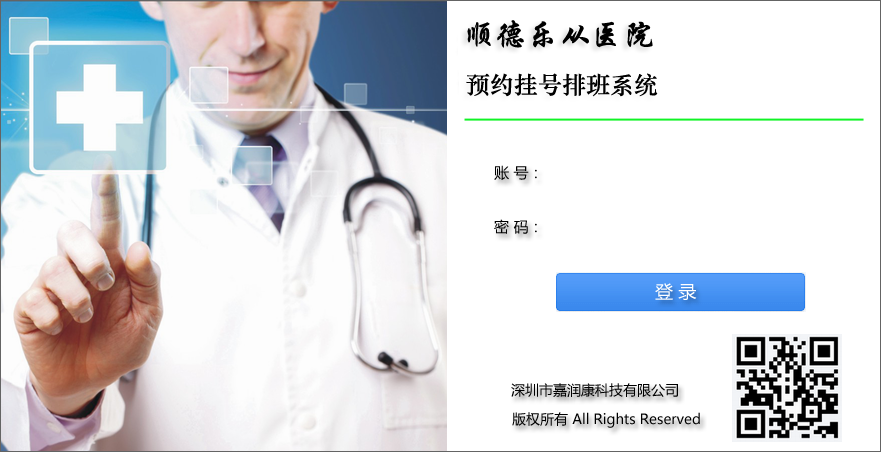 顺德乐从医院
预约挂号排班系统
账号：
密码：
登录
深圳市嘉润康科技有限公司
版权所有 All Rights Reserved